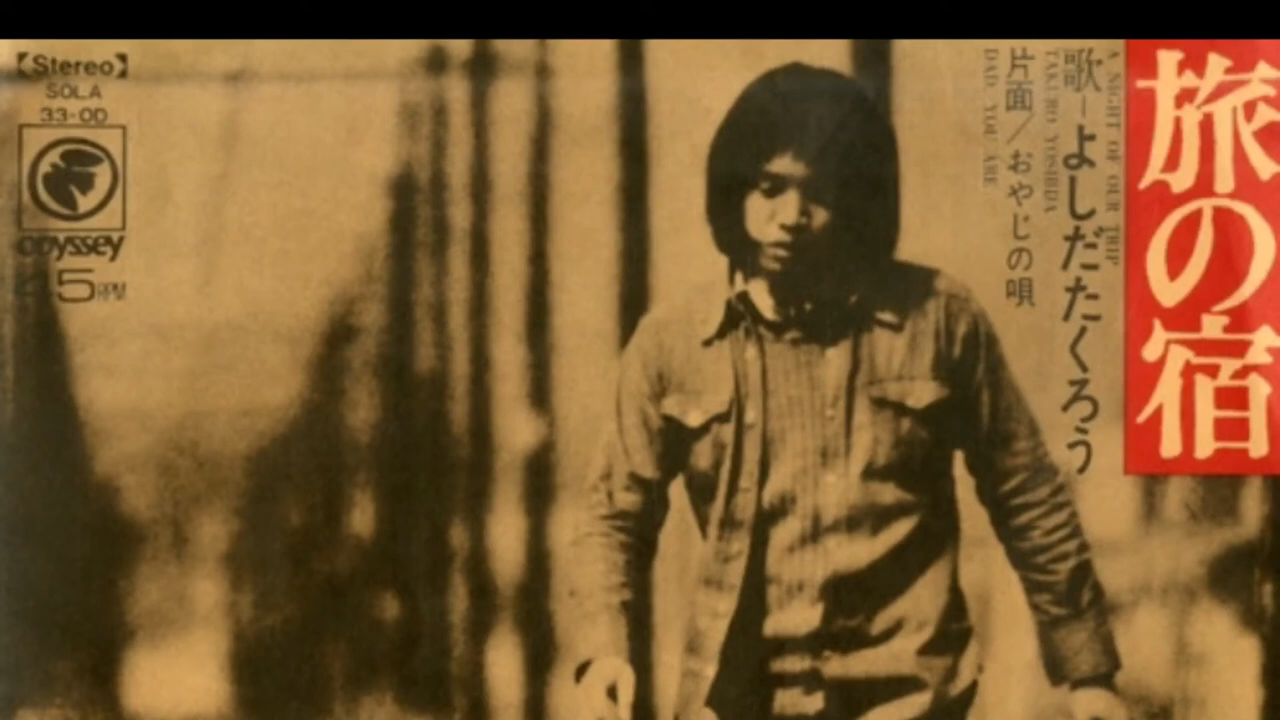 【Stereo】
SOLA
33-OD
odyssey
45RPM
旅の宿
A NIGHT OF OUR TRIP
歌―よしだたくろう
TAKURO YOSHIDA
片面／おやじの唄
DAD, YOU ARE